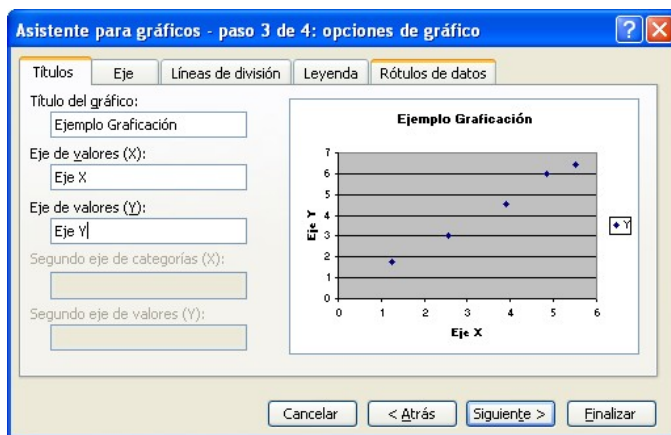 Asistente para gráficos - paso 3 de 4: opciones de gráfico
Títulos Eje Líneas de división Leyenda Rótulos de datos
Título del gráfico:
Ejemplo Graficación
Eje de valores (X):
Eje X
Eje de valores (Y):
Eje Y
Segundo eje de categorías (X):
Segundo eje de valores (Y):
Ejemplo Graficación
7
6
5
4
3
2
1
0
Eje Y
0 1 2 3 4 5 6
Eje X
Y
Cancelar < Atrás Siguiente > Finalizar